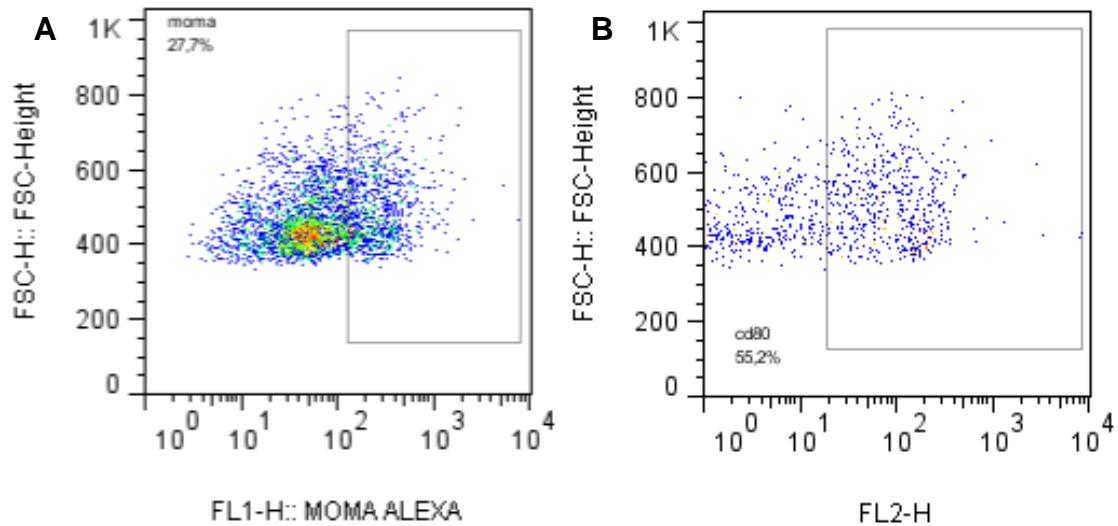 A
moma
27,7%
FSC-H:: FSC-Height
1K
800
600
400
200
0
10^0 10^1 10^2 10^3 10^4
FL1-H:: MOMA ALEXA
B
FSC-H:: FSC-Height
1K
800
600
400
200
0
cd80
55,2%
10^0 10^1 10^2 10^3 10^4
FL2-H